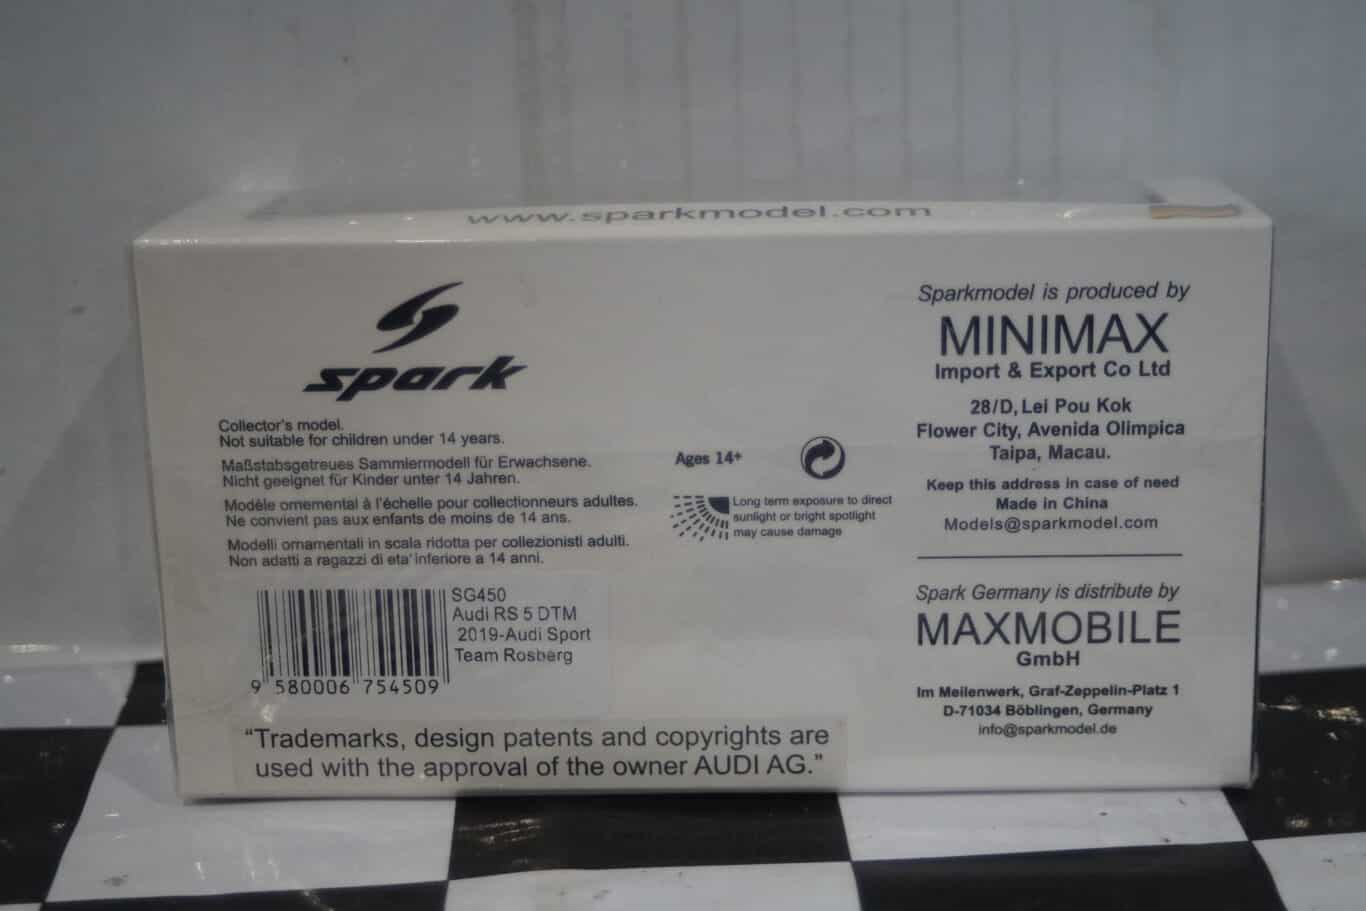 www.sparkmodel.com
spark
Collector's model.
Not suitable for children under 14 years.
Maßstabsgetreues Sammlermodell für Erwachsene.
Nicht geeignet für Kinder unter 14 Jahren.
Modèle ornemental à l'échelle pour collectionneurs adultes.
Ne convient pas aux enfants de moins de 14 ans.
Modelli ornamentali in scala ridotta per collezionisti adulti.
Non adatti a ragazzi di eta' inferiore a 14 anni.
Ages 14+
Long term exposure to direct
sunlight or bright spotlight
may cause damage
SG450
Audi RS 5 DTM
2019-Audi Sport
Team Rosberg
9 580006 754509
"Trademarks, design patents and copyrights are
used with the approval of the owner AUDI AG."
Sparkmodel is produced by
MINIMAX
Import & Export Co Ltd
28/D, Lei Pou Kok
Flower City, Avenida Olimpica
Taipa, Macau.
Keep this address in case of need
Made in China
Models@sparkmodel.com
Spark Germany is distribute by
MAXMOBILE
GmbH
Im Meilenwerk, Graf-Zeppelin-Platz 1
D-71034 Böblingen, Germany
info@sparkmodel.de